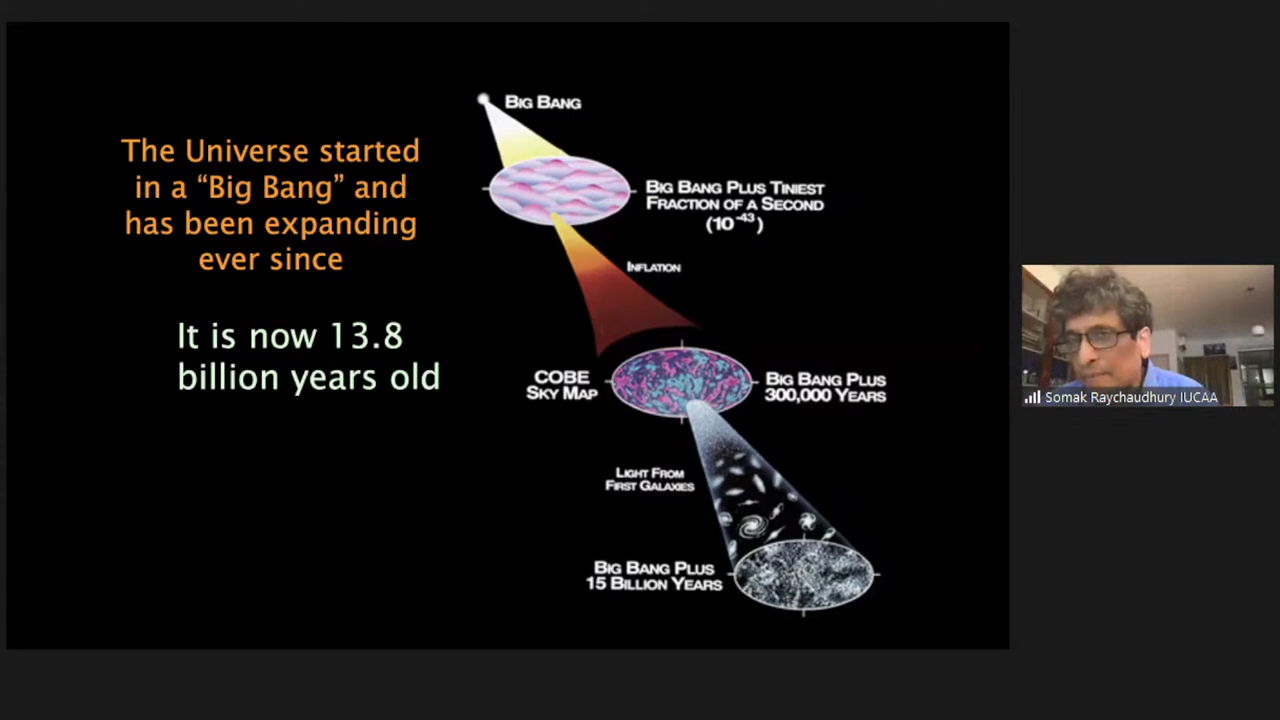 The Universe started
in a “Big Bang” and
has been expanding
ever since
It is now 13.8
billion years old
BIG BANG
BIG BANG PLUS TINIEST
FRACTION OF A SECOND
(10⁻⁴³)
INFLATION
COBE
SKY MAP
BIG BANG PLUS
300,000 YEARS
LIGHT FROM
FIRST GALAXIES
BIG BANG PLUS
15 BILLION YEARS
Somak Raychaudhury IUCAA